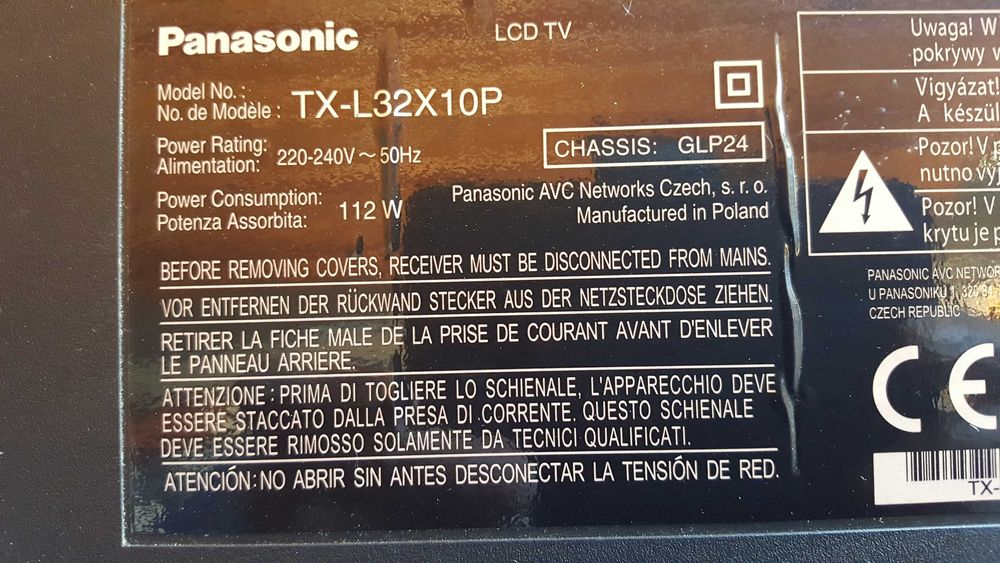 Panasonic
LCD TV
Model No. :
No. de Modèle : TX-L32X10P
Power Rating:
Alimentation: 220-240V ~ 50Hz
CHASSIS: GLP24
Power Consumption:
Potenza Assorbita: 112 W
Panasonic AVC Networks Czech, s. r. o.
Manufactured in Poland
BEFORE REMOVING COVERS, RECEIVER MUST BE DISCONNECTED FROM MAINS.
VOR ENTFERNEN DER RÜCKWAND STECKER AUS DER NETZSTECKDOSE ZIEHEN.
RETIRER LA FICHE MALE DE LA PRISE DE COURANT AVANT D'ENLEVER
LE PANNEAU ARRIERE.
ATTENZIONE : PRIMA DI TOGLIERE LO SCHIENALE, L'APPARECCHIO DEVE
ESSERE STACCATO DALLA PRESA DI CORRENTE. QUESTO SCHIENALE
DEVE ESSERE RIMOSSO SOLAMENTE DA TECNICI QUALIFICATI.
ATENCIÓN: NO ABRIR SIN ANTES DESCONECTAR LA TENSIÓN DE RED.
Uwaga! W
pokrywy
Vigyázat!
A készül
Pozor! V
nutno vyj
Pozor! V
krytu je
PANASONIC AVC NETWOR
U PANASONIKU 1, 320
CZECH REPUBLIC
CE
TX-